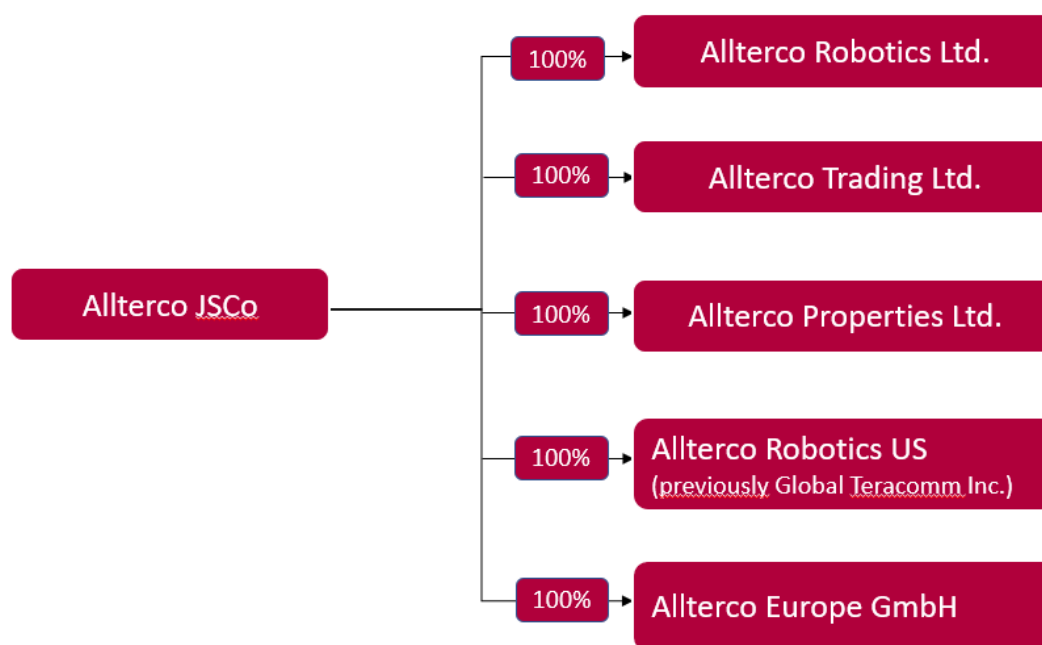 100%
Allterco Robotics Ltd.
100%
Allterco Trading Ltd.
Allterco JSCo
100%
Allterco Properties Ltd.
100%
Allterco Robotics US
(previously Global Teracomm Inc.)
100%
Allterco Europe GmbH